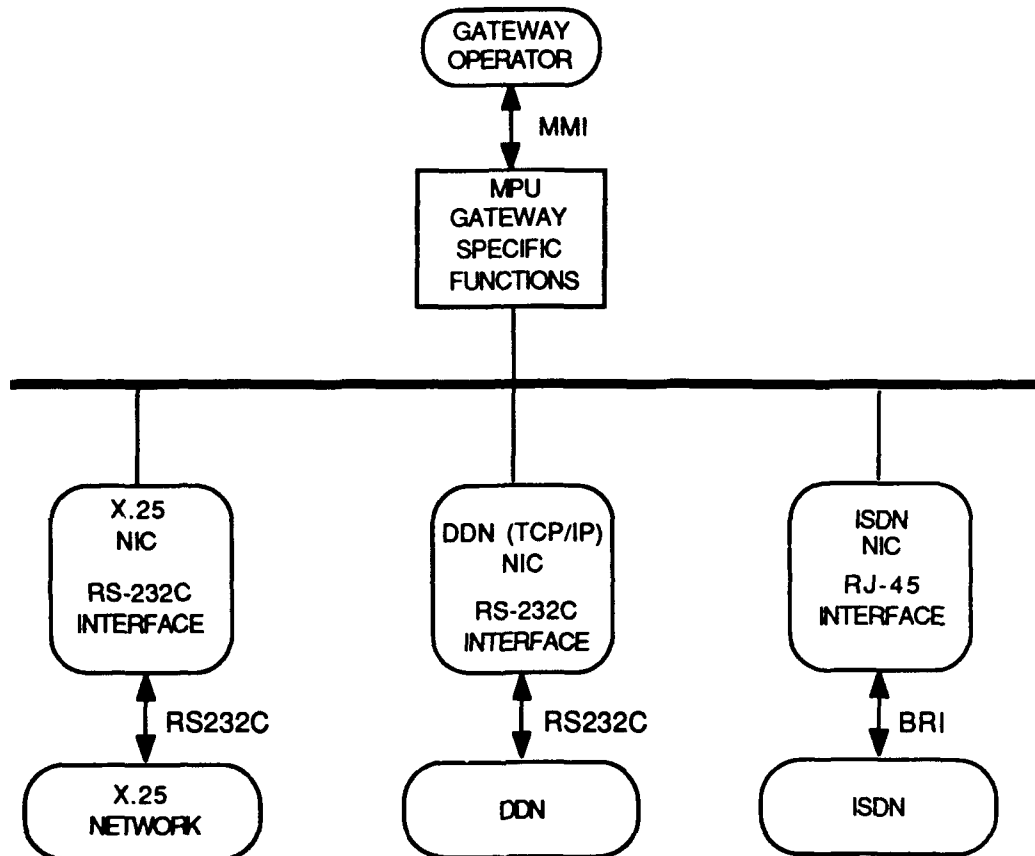 GATEWAY
OPERATOR
MMI
MPU
GATEWAY
SPECIFIC
FUNCTIONS
X.25
NIC
RS-232C
INTERFACE
DDN (TCP/IP)
NIC
RS-232C
INTERFACE
ISDN
NIC
RJ-45
INTERFACE
RS232C
RS232C
BRI
X.25
NETWORK
DDN
ISDN